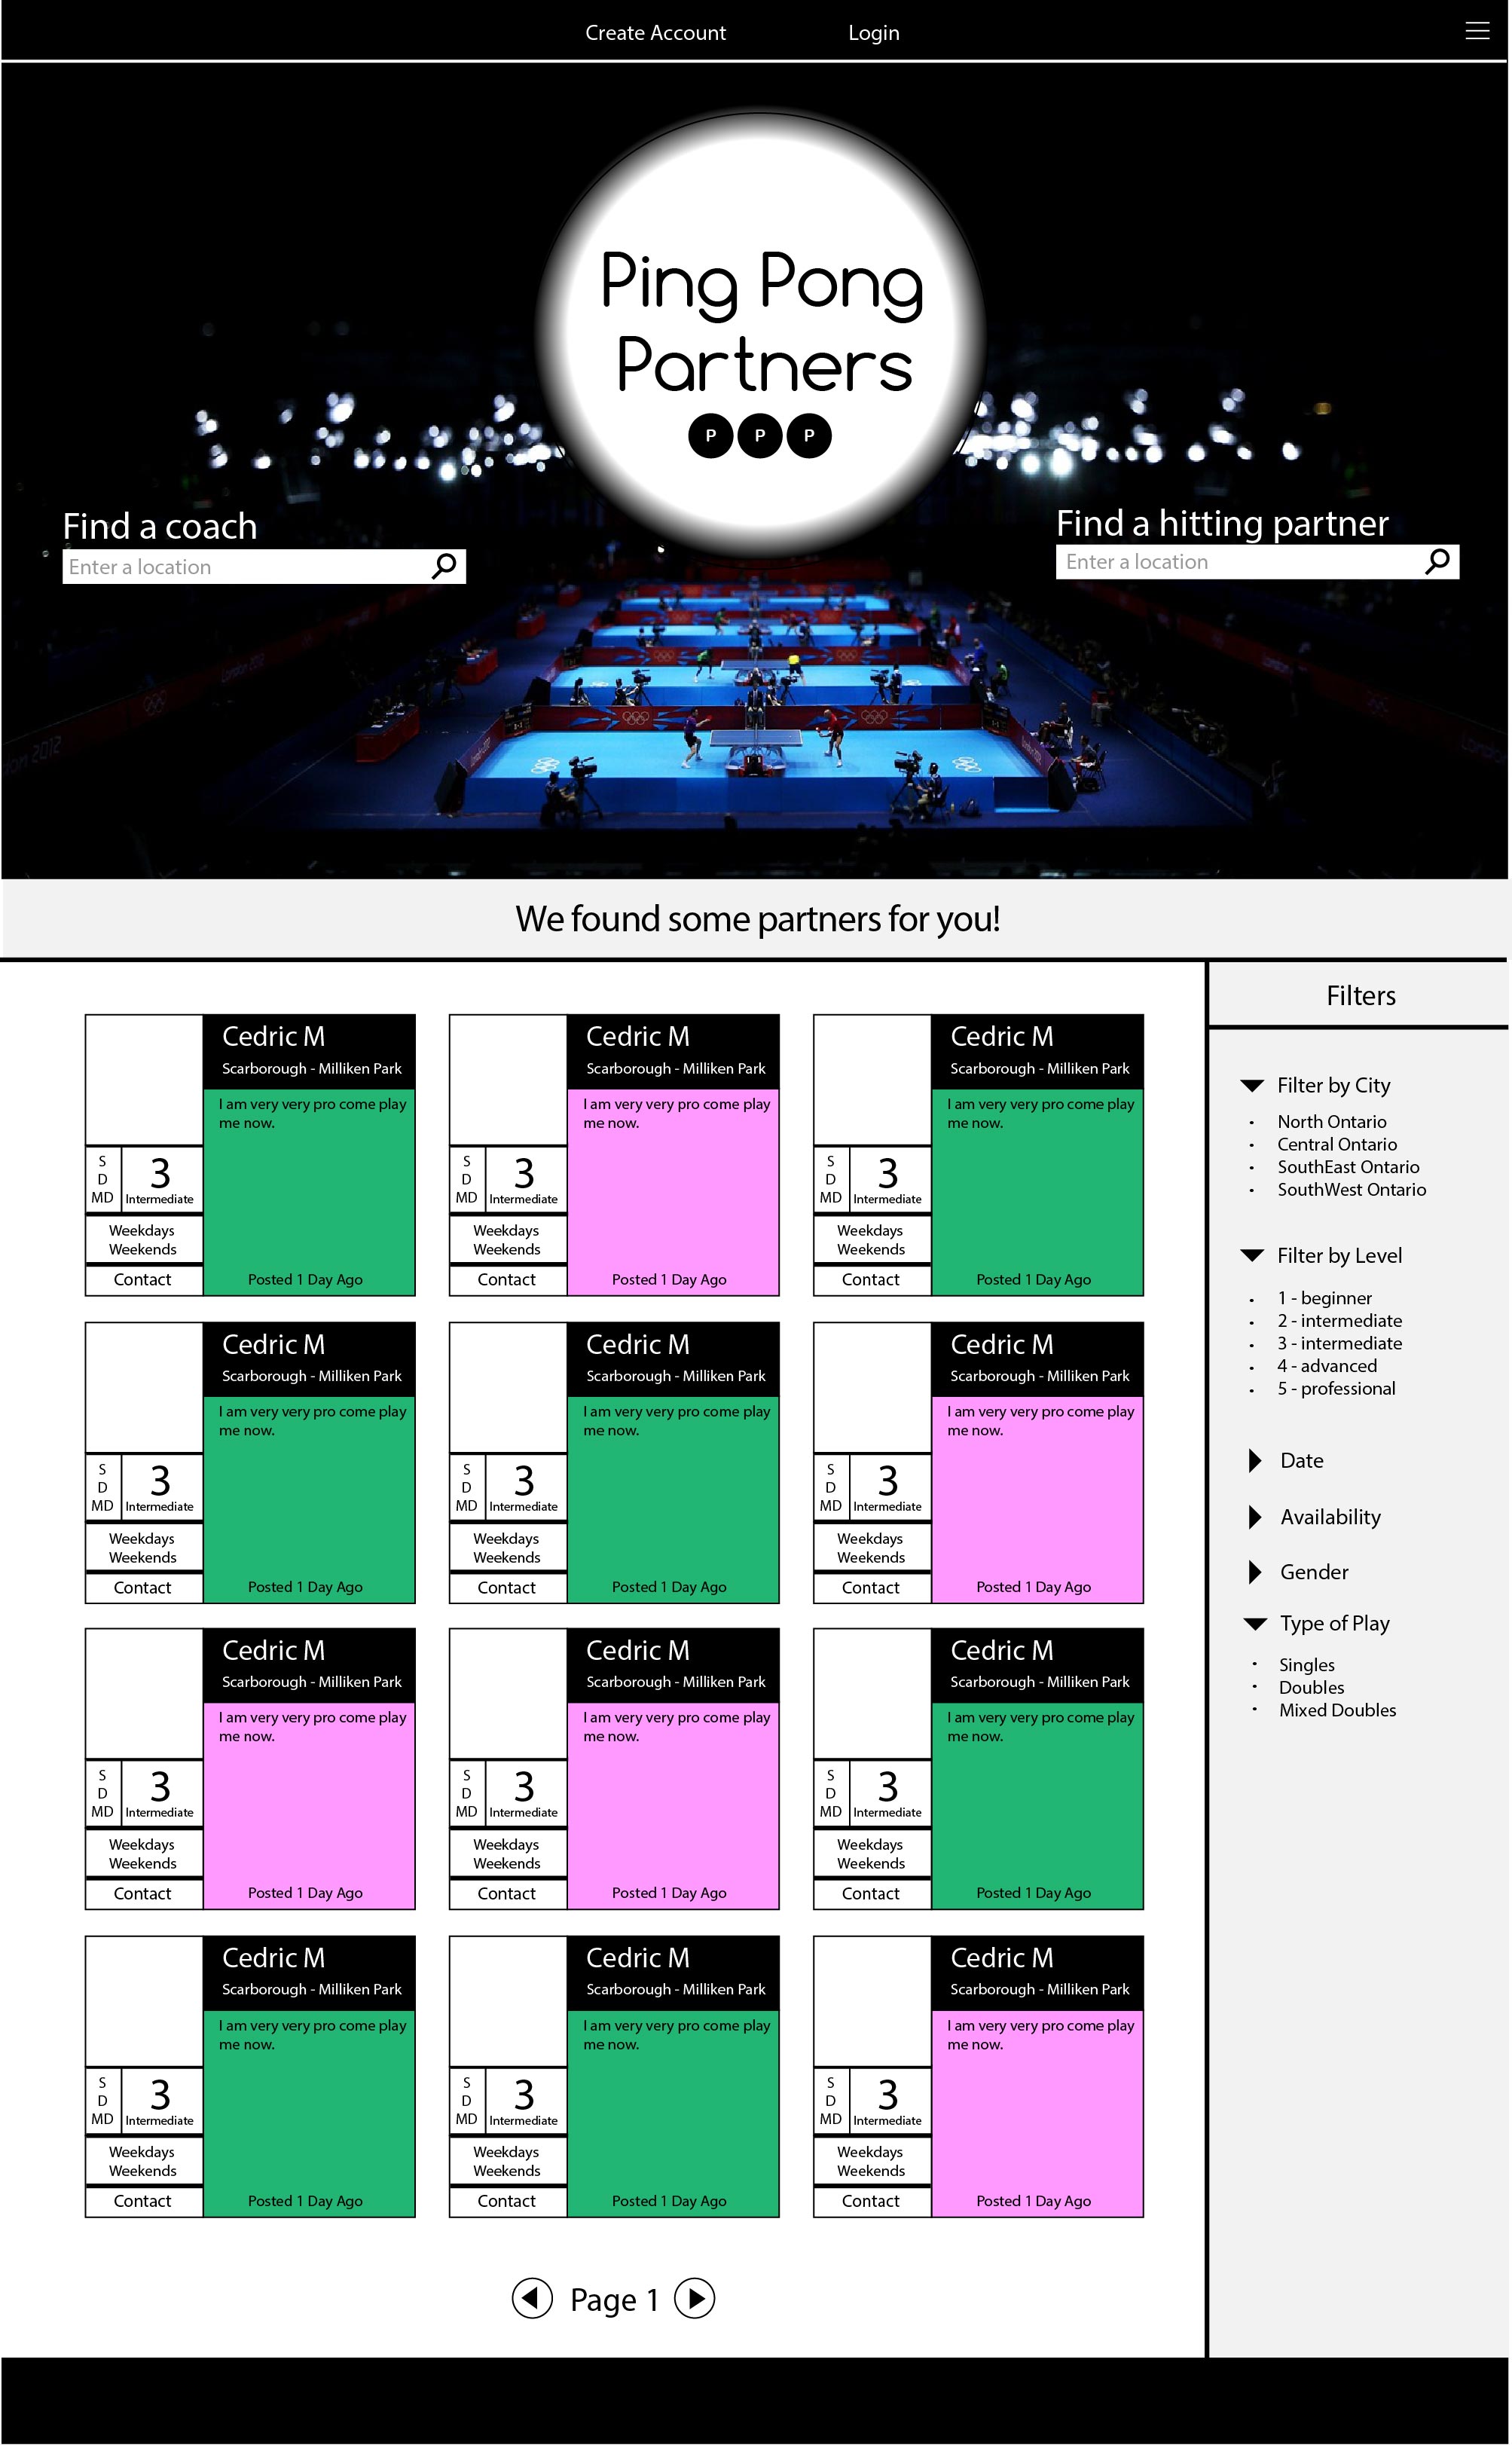 Create Account
Login
Ping Pong
Partners
P P P
Find a coach
Enter a location
Find a hitting partner
Enter a location
London 2012
We found some partners for you!
Cedric M
Scarborough - Milliken Park
I am very very pro come play
me now.
S
D
MD
3
Intermediate
Weekdays
Weekends
Contact
Posted 1 Day Ago
Cedric M
Scarborough - Milliken Park
I am very very pro come play
me now.
S
D
MD
3
Intermediate
Weekdays
Weekends
Contact
Posted 1 Day Ago
Cedric M
Scarborough - Milliken Park
I am very very pro come play
me now.
S
D
MD
3
Intermediate
Weekdays
Weekends
Contact
Posted 1 Day Ago
Cedric M
Scarborough - Milliken Park
I am very very pro come play
me now.
S
D
MD
3
Intermediate
Weekdays
Weekends
Contact
Posted 1 Day Ago
Cedric M
Scarborough - Milliken Park
I am very very pro come play
me now.
S
D
MD
3
Intermediate
Weekdays
Weekends
Contact
Posted 1 Day Ago
Cedric M
Scarborough - Milliken Park
I am very very pro come play
me now.
S
D
MD
3
Intermediate
Weekdays
Weekends
Contact
Posted 1 Day Ago
Cedric M
Scarborough - Milliken Park
I am very very pro come play
me now.
S
D
MD
3
Intermediate
Weekdays
Weekends
Contact
Posted 1 Day Ago
Cedric M
Scarborough - Milliken Park
I am very very pro come play
me now.
S
D
MD
3
Intermediate
Weekdays
Weekends
Contact
Posted 1 Day Ago
Cedric M
Scarborough - Milliken Park
I am very very pro come play
me now.
S
D
MD
3
Intermediate
Weekdays
Weekends
Contact
Posted 1 Day Ago
Cedric M
Scarborough - Milliken Park
I am very very pro come play
me now.
S
D
MD
3
Intermediate
Weekdays
Weekends
Contact
Posted 1 Day Ago
Cedric M
Scarborough - Milliken Park
I am very very pro come play
me now.
S
D
MD
3
Intermediate
Weekdays
Weekends
Contact
Posted 1 Day Ago
Cedric M
Scarborough - Milliken Park
I am very very pro come play
me now.
S
D
MD
3
Intermediate
Weekdays
Weekends
Contact
Posted 1 Day Ago
Page 1
Filters
Filter by City
North Ontario
Central Ontario
SouthEast Ontario
SouthWest Ontario
Filter by Level
1 - beginner
2 - intermediate
3 - intermediate
4 - advanced
5 - professional
Date
Availability
Gender
Type of Play
Singles
Doubles
Mixed Doubles